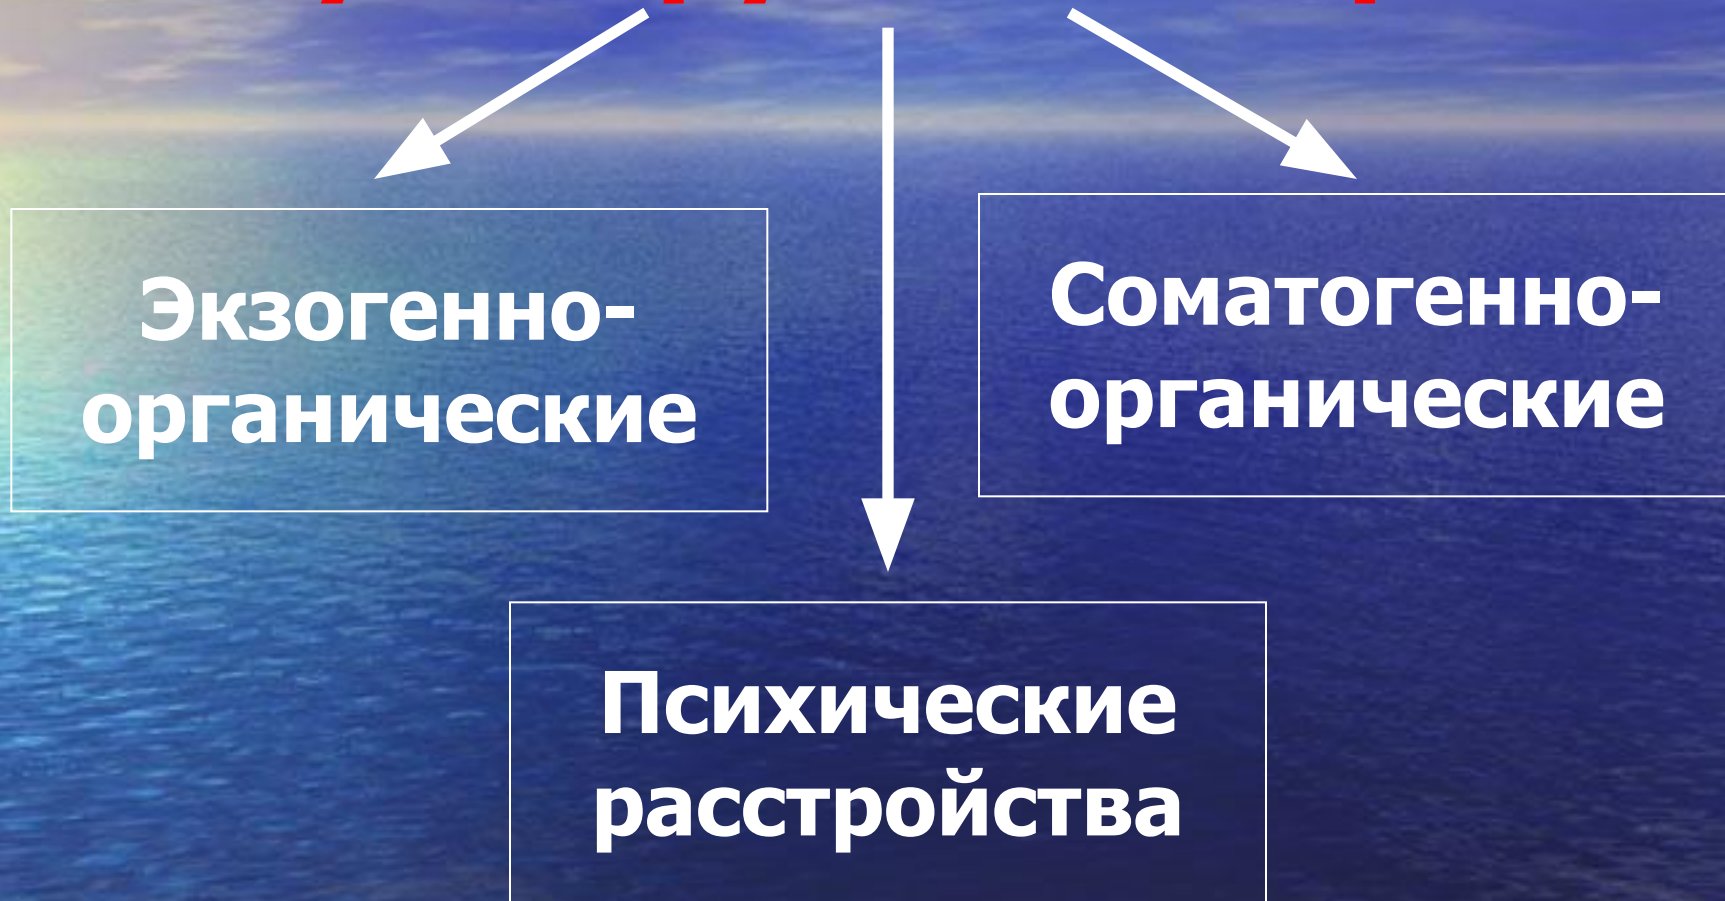 Экзогенно-
органические
Соматогенно-
органические
Психические
расстройства